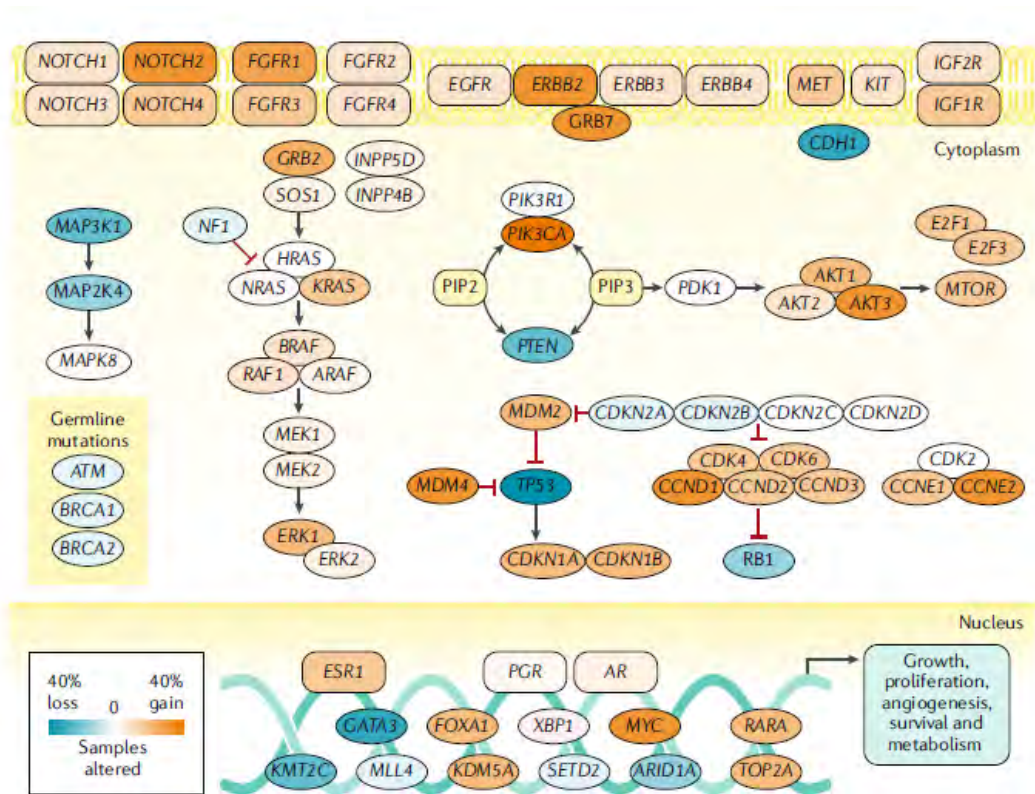 NOTCH1 NOTCH2 FGFR1 FGFR2 IGF2R
EGFR ERBB2 ERBB3 ERBB4 MET KIT
NOTCH3 NOTCH4 FGFR3 FGFR4 IGF1R
GRB7
CDH1 Cytoplasm
GRB2 INPP5D
SOS1 INPP4B
PIK3R1
MAP3K1 NF1 PIK3CA E2F1
E2F3
HRAS
NRAS KRAS
MAP2K4 PIP2 PIP3 PDK1 AKT1 MTOR
AKT2 AKT3
BRAF PTEN
MAPK8 RAF1 ARAF
Germline
mutations
MDM2 CDKN2A CDKN2B CDKN2C CDKN2D
MEK1
MEK2
ATM CDK4 CDK6 CDK2
MDM4 TP53 CCND1 CCND2 CCND3 CCNE1 CCNE2
BRCA1
BRCA2
ERK1
ERK2
CDKN1A CDKN1B RB1
Nucleus
40%
loss
0
40%
gain
Samples
altered
ESR1 PGR AR
GATA3 FOXA1 XBP1 MYC RARA
KMT2C MLL4 KDM5A SETD2 ARID1A TOP2A
Growth,
proliferation,
angiogenesis,
survival and
metabolism